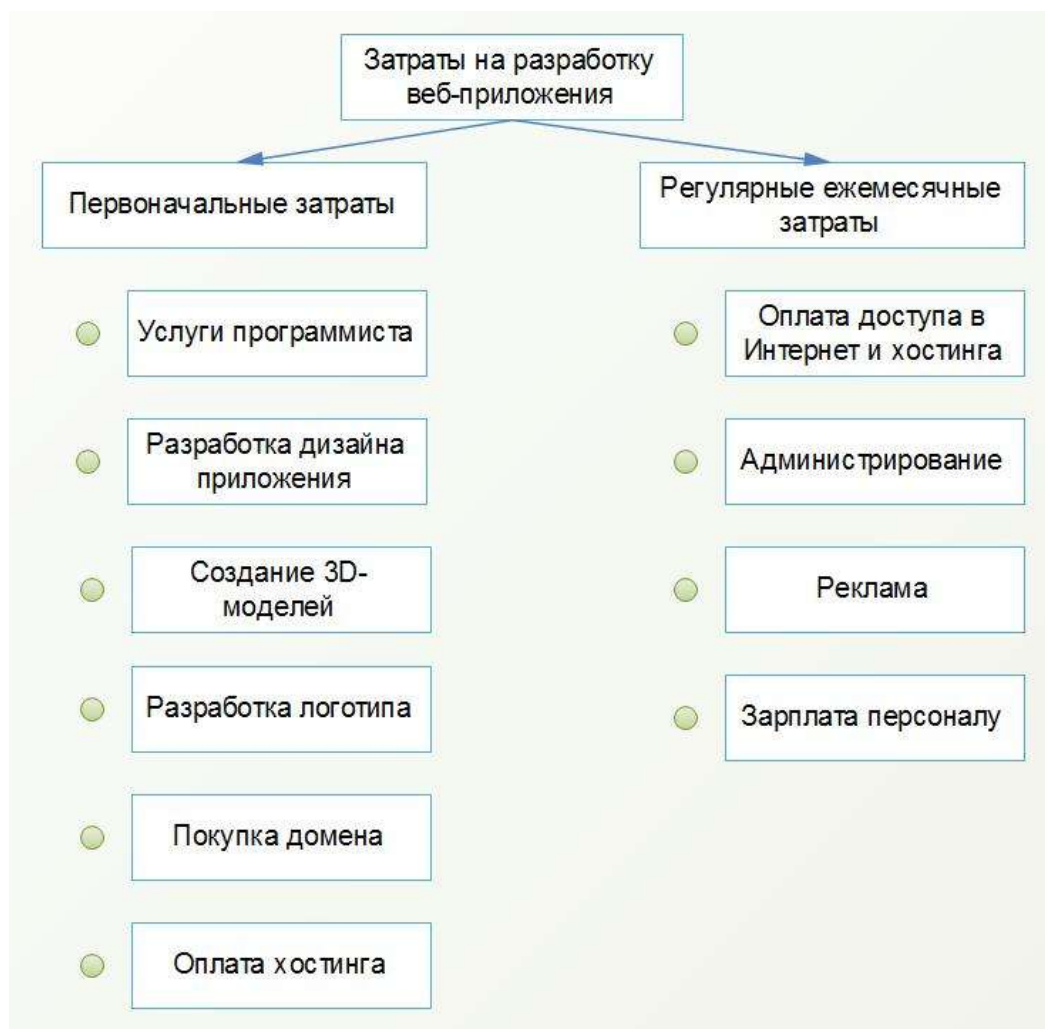 Затраты на разработку
веб-приложения
Первоначальные затраты
Услуги программиста
Разработка дизайна
приложения
Создание 3D-
моделей
Разработка логотипа
Покупка домена
Оплата хостинга
Регулярные ежемесячные
затраты
Оплата доступа в
Интернет и хостинга
Администрирование
Реклама
Зарплата персоналу